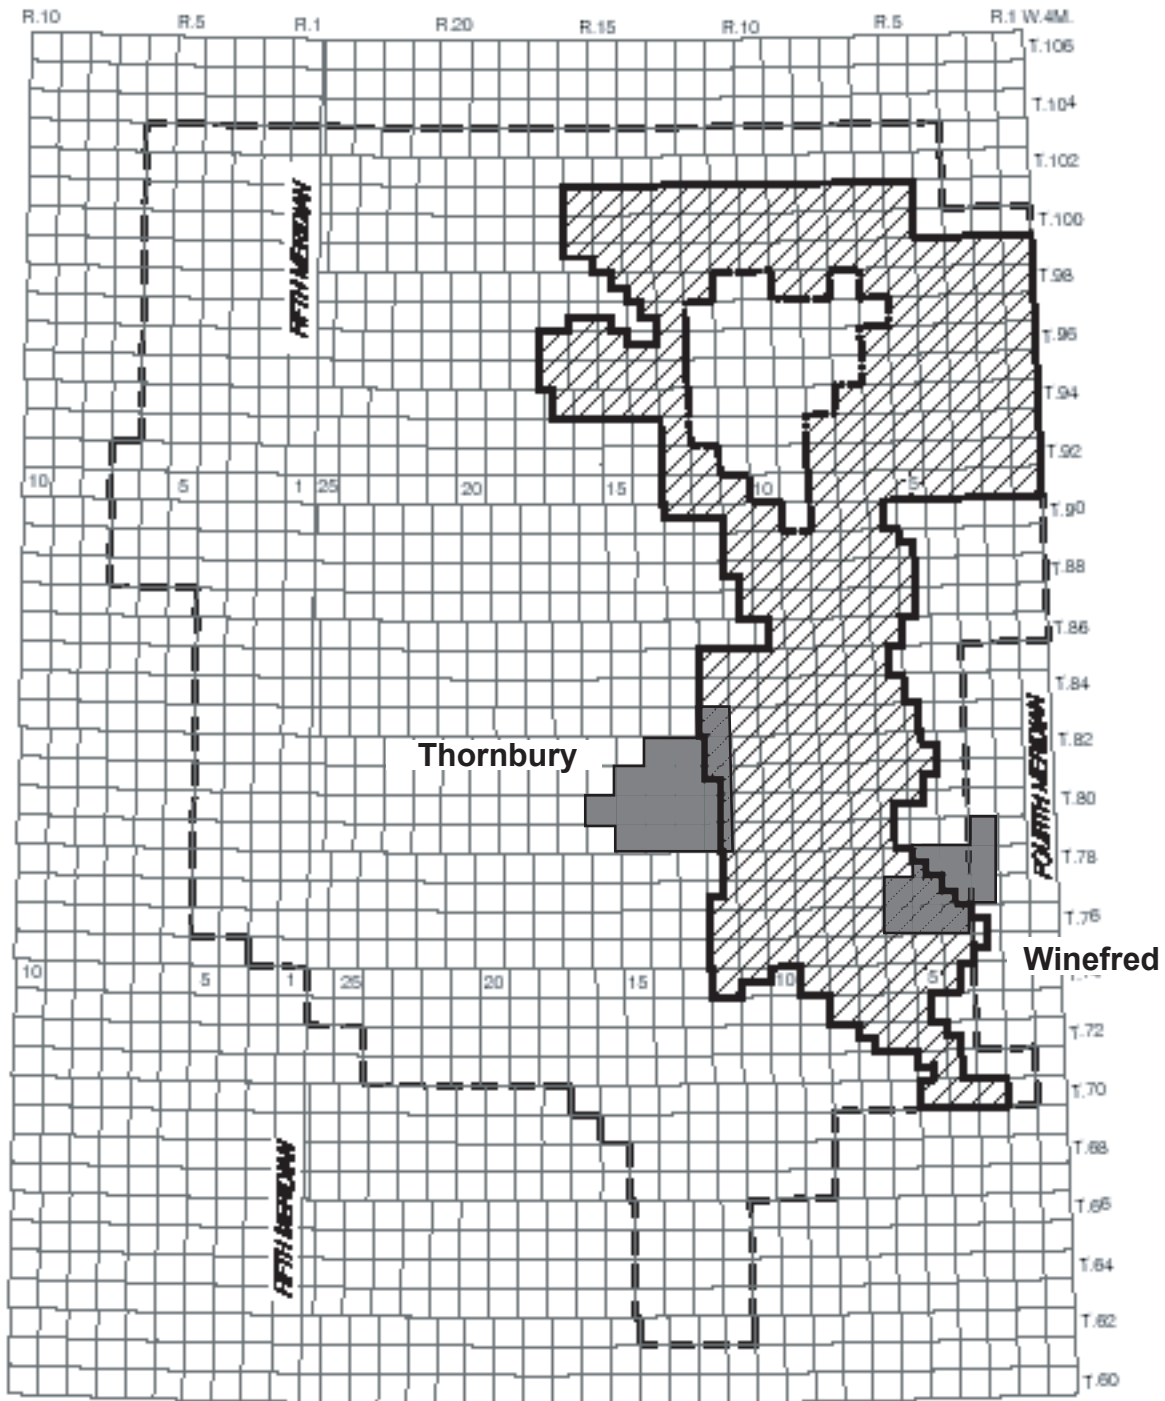 R.10 R.5 R.1 R.20 R.15 R.10 R.5 R.1 W.4M.
T.106
T.104
T.102
FIFTH MERIDIAN
T.100
T.98
T.96
T.94
T.92
10 5 1 25 20 15 10 5
T.90
T.88
T.86
T.84
FOURTH MERIDIAN
T.82
Thornbury
T.80
T.78
T.76
Winefred
10 5 1 25 20 15 10 5
T.72
T.70
FIFTH MERIDIAN
T.68
T.66
T.64
T.62
T.60